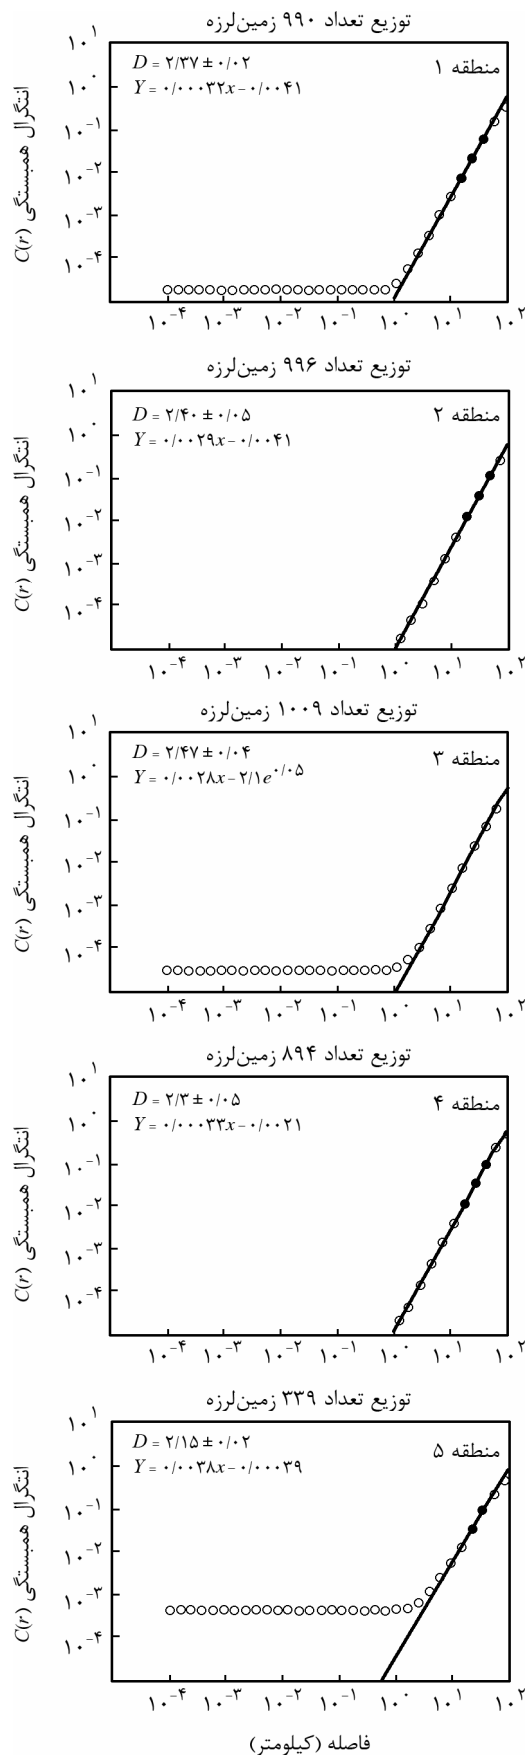 توزیع تعداد ۹۹۰ زمین‌لرزه
منطقه ۱
D = ۲/۳۷ ± ۰/۰۲
Y = ۰/۰۰۰۳۲x − ۰/۰۰۴۱
انتگرال همبستگی C(r)
۱۰^۱
۱۰^۰
۱۰^−۱
۱۰^−۲
۱۰^−۳
۱۰^−۴
۱۰^−۴ ۱۰^−۳ ۱۰^−۲ ۱۰^−۱ ۱۰^۰ ۱۰^۱ ۱۰^۲
توزیع تعداد ۹۹۶ زمین‌لرزه
منطقه ۲
D = ۲/۴۰ ± ۰/۰۵
Y = ۰/۰۰۲۹x − ۰/۰۰۴۱
انتگرال همبستگی C(r)
۱۰^۱
۱۰^۰
۱۰^−۱
۱۰^−۲
۱۰^−۳
۱۰^−۴
۱۰^−۴ ۱۰^−۳ ۱۰^−۲ ۱۰^−۱ ۱۰^۰ ۱۰^۱ ۱۰^۲
توزیع تعداد ۱۰۰۹ زمین‌لرزه
منطقه ۳
D = ۲/۴۷ ± ۰/۰۴
Y = ۰/۰۰۲۸x − ۲/۱e^۰/۰۵
انتگرال همبستگی C(r)
۱۰^۱
۱۰^۰
۱۰^−۱
۱۰^−۲
۱۰^−۳
۱۰^−۴
۱۰^−۴ ۱۰^−۳ ۱۰^−۲ ۱۰^−۱ ۱۰^۰ ۱۰^۱ ۱۰^۲
توزیع تعداد ۸۹۴ زمین‌لرزه
منطقه ۴
D = ۲/۳ ± ۰/۰۵
Y = ۰/۰۰۰۳۳x − ۰/۰۰۲۱
انتگرال همبستگی C(r)
۱۰^۱
۱۰^۰
۱۰^−۱
۱۰^−۲
۱۰^−۳
۱۰^−۴
۱۰^−۴ ۱۰^−۳ ۱۰^−۲ ۱۰^−۱ ۱۰^۰ ۱۰^۱ ۱۰^۲
توزیع تعداد ۳۳۹ زمین‌لرزه
منطقه ۵
D = ۲/۱۵ ± ۰/۰۲
Y = ۰/۰۰۳۸x − ۰/۰۰۰۳۹
انتگرال همبستگی C(r)
۱۰^۱
۱۰^۰
۱۰^−۱
۱۰^−۲
۱۰^−۳
۱۰^−۴
۱۰^−۴ ۱۰^−۳ ۱۰^−۲ ۱۰^−۱ ۱۰^۰ ۱۰^۱ ۱۰^۲
فاصله (کیلومتر)